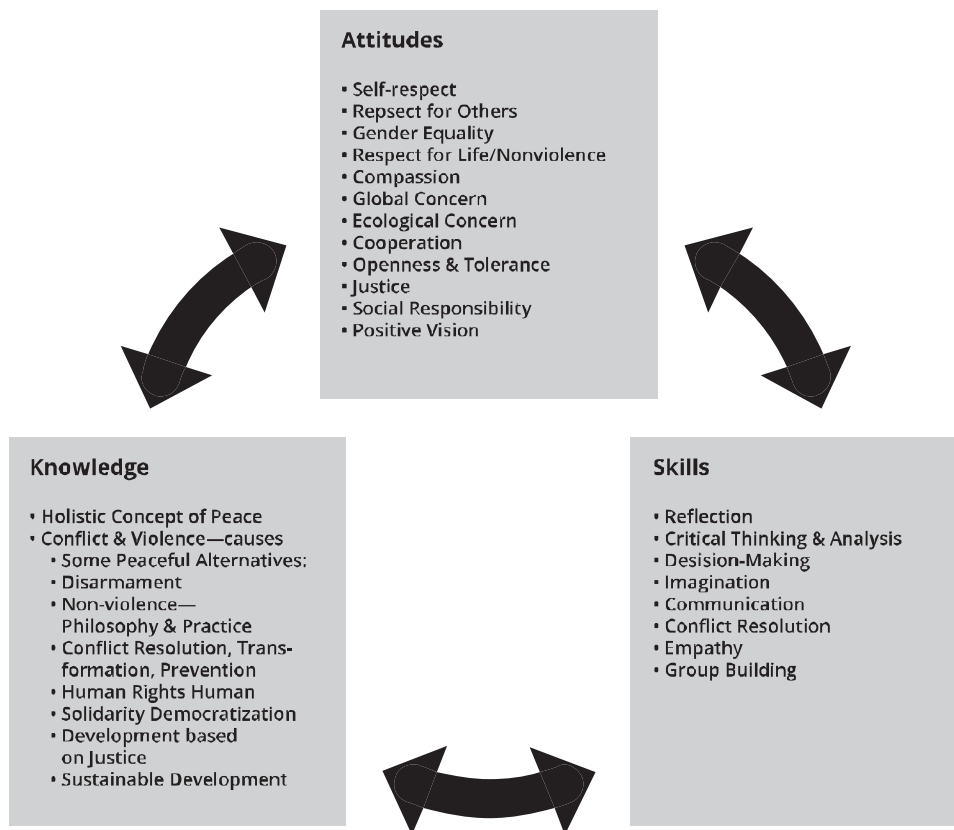 Attitudes
▪ Self-respect
▪ Repsect for Others
▪ Gender Equality
▪ Respect for Life/Nonviolence
• Compassion
• Global Concern
• Ecological Concern
• Cooperation
• Openness & Tolerance
▪ Justice
▪ Social Responsibility
▪ Positive Vision
Knowledge
• Holistic Concept of Peace
• Conflict & Violence—causes
• Some Peaceful Alternatives:
• Disarmament
• Non-violence—
Philosophy & Practice
• Conflict Resolution, Trans-
formation, Prevention
• Human Rights Human
• Solidarity Democratization
• Development based
on Justice
• Sustainable Development
Skills
• Reflection
• Critical Thinking & Analysis
• Desision-Making
• Imagination
• Communication
• Conflict Resolution
• Empathy
• Group Building